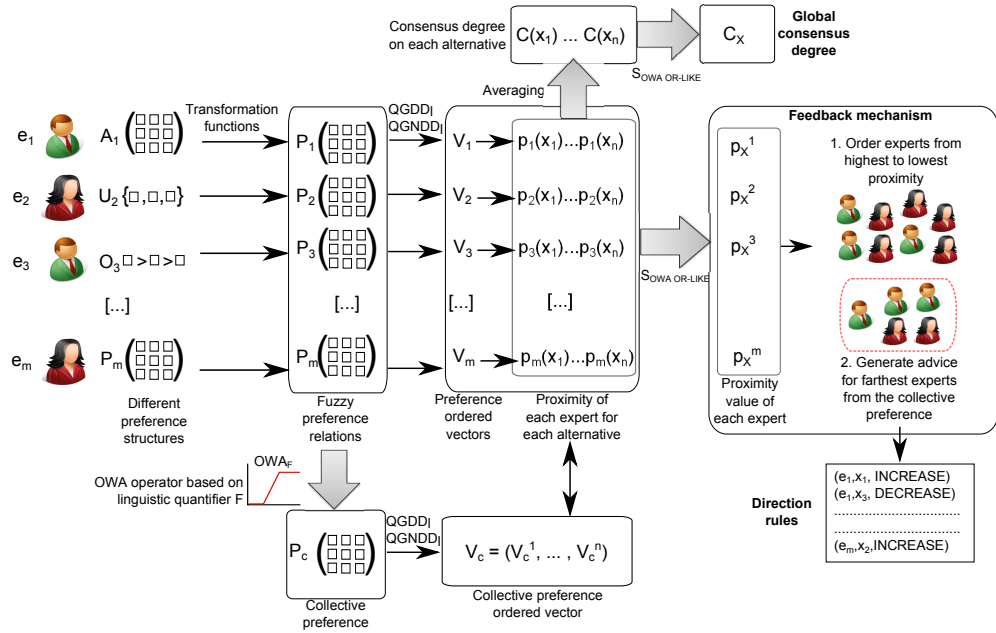 Consensus degree
on each alternative
C(x1) ... C(xn)
SOWA OR-LIKE
CX
Global
consensus
degree
Averaging
e1
A1
Transformation
functions
P1
QGDDI
QGNDDI
V1
p1(x1)...p1(xn)
e2
U2 {□,□,□}
P2
V2
p2(x1)...p2(xn)
e3
O3 □>□>□
P3
V3
p3(x1)...p3(xn)
[...]
[...]
[...]
[...]
em
Pm
Pm
Vm
pm(x1)...pm(xn)
SOWA OR-LIKE
Different
preference
structures
Fuzzy
preference
relations
Preference
ordered
vectors
Proximity of
each expert for
each alternative
Feedback mechanism
pX1
pX2
pX3
pXm
Proximity
value of
each expert
1. Order experts from
highest to lowest
proximity
2. Generate advice
for farthest experts
from the collective
preference
Direction
rules
(e1,x1, INCREASE)
(e1,x3, DECREASE)
................................
................................
(em,x2,INCREASE)
OWAF
OWA operator based on
linguistic quantifier F
Pc
QGDDI
QGNDDI
Vc = (Vc1, ... , Vcn)
Collective
preference
Collective preference
ordered vector